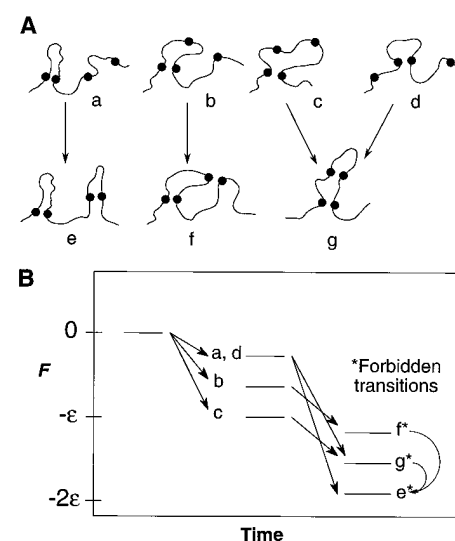 A
a
b
c
d
e
f
g
B
0
F
-ε
-2ε
a, d
b
c
*Forbidden
transitions
f*
g*
e*
Time